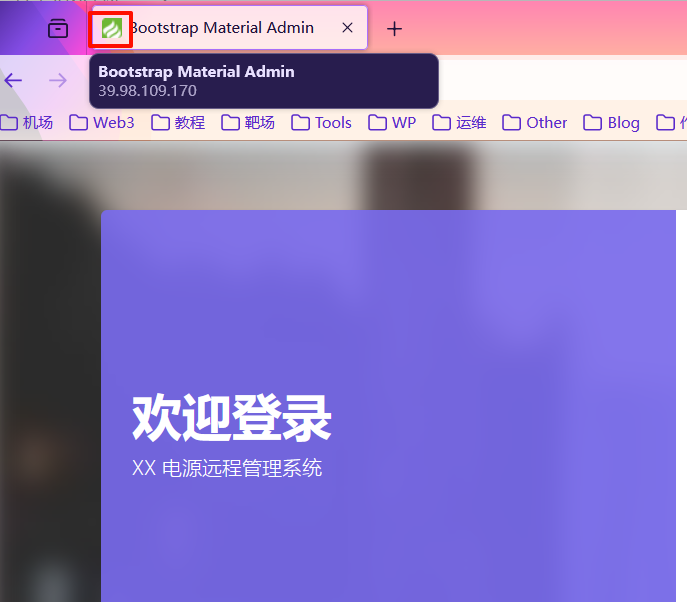 Bootstrap Material Admin
Bootstrap Material Admin
39.98.109.170
机场 Web3 教程 靶场 Tools WP 运维 Other Blog
欢迎登录
XX 电源远程管理系统